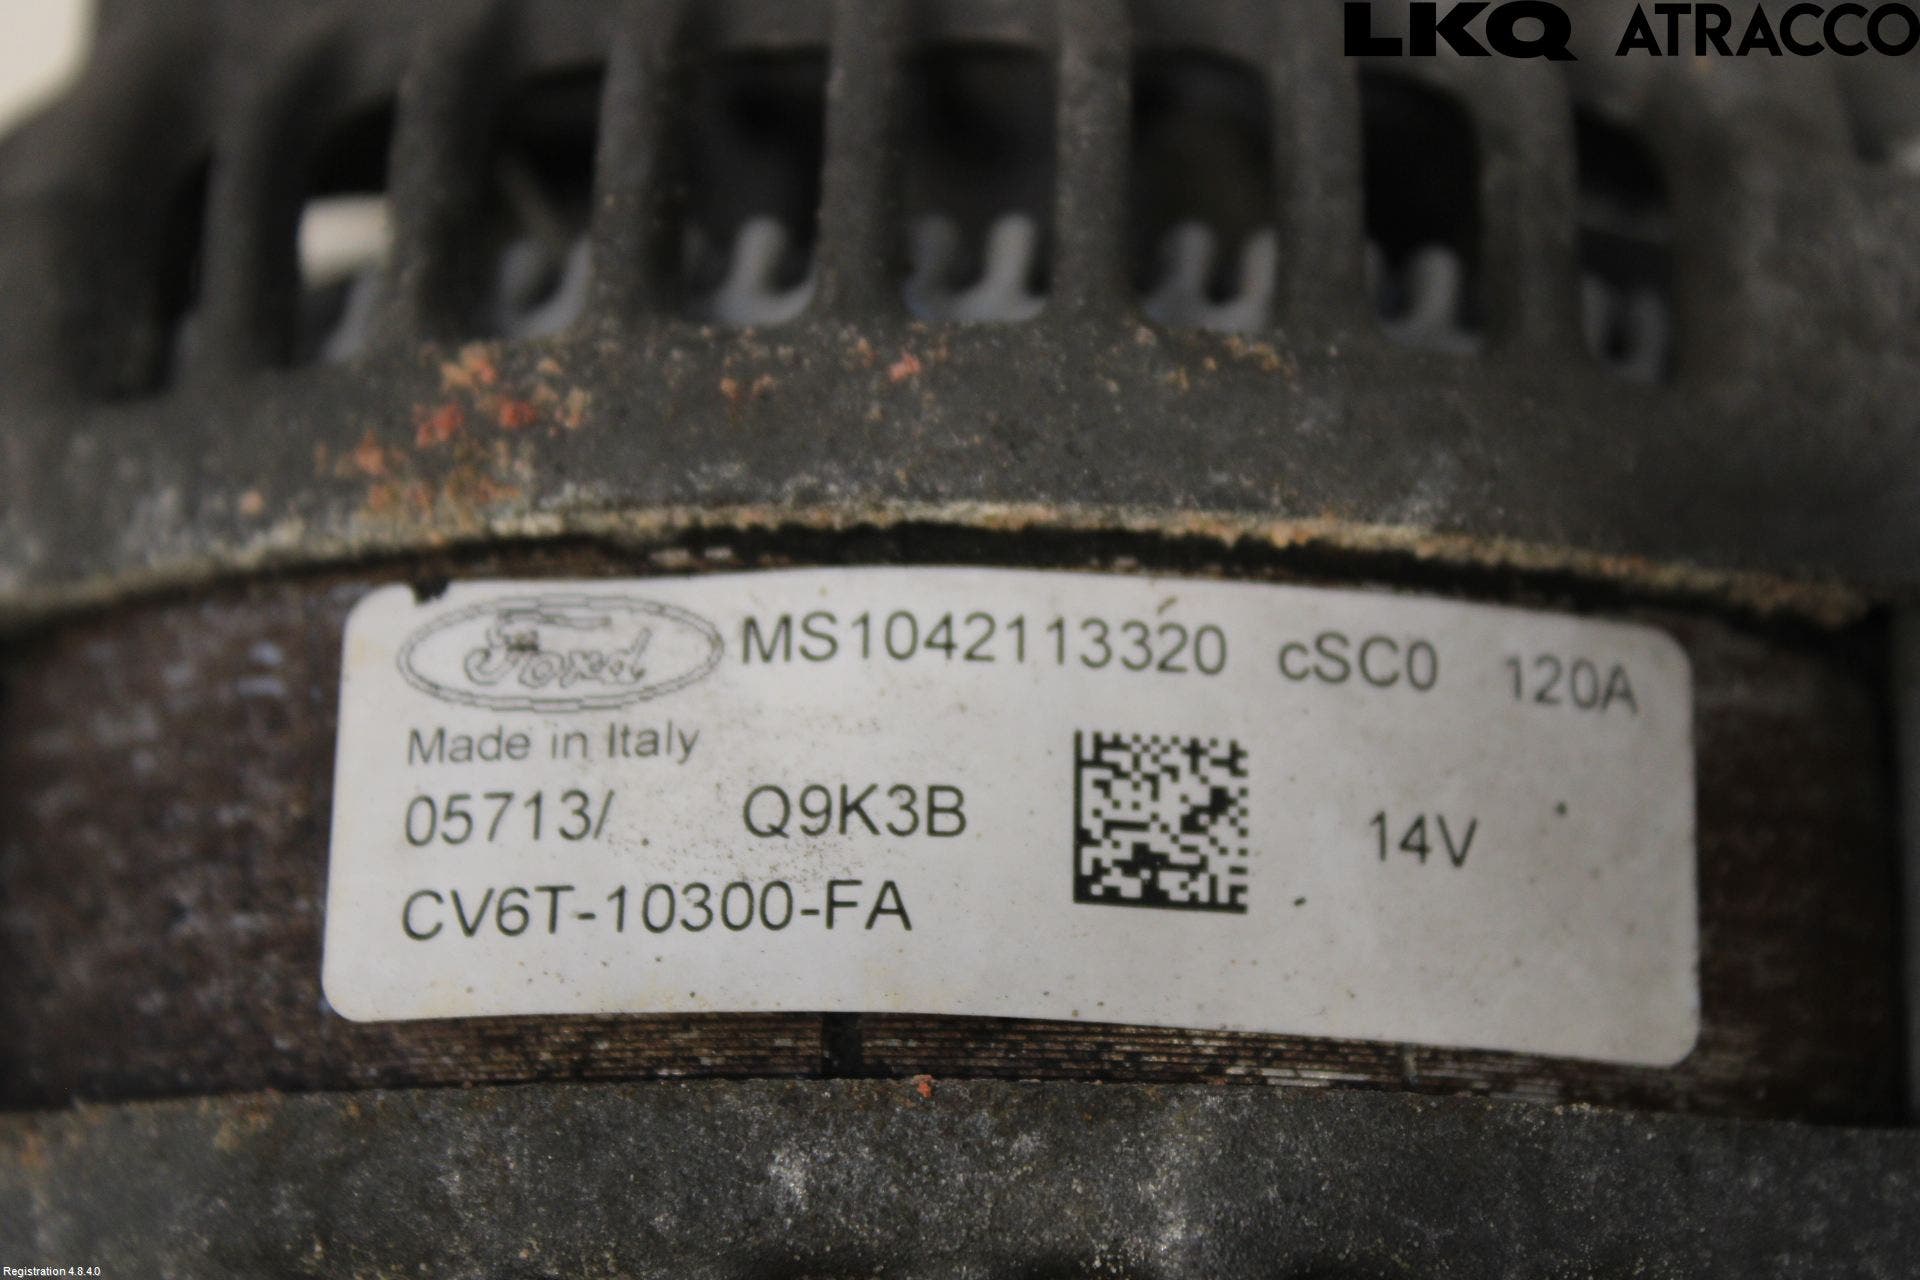 LKQ ATRACCO
Ford MS1042113320 cSC0 120A
Made in Italy
05713/ Q9K3B 14V
CV6T-10300-FA
Registration 4.8.4.0